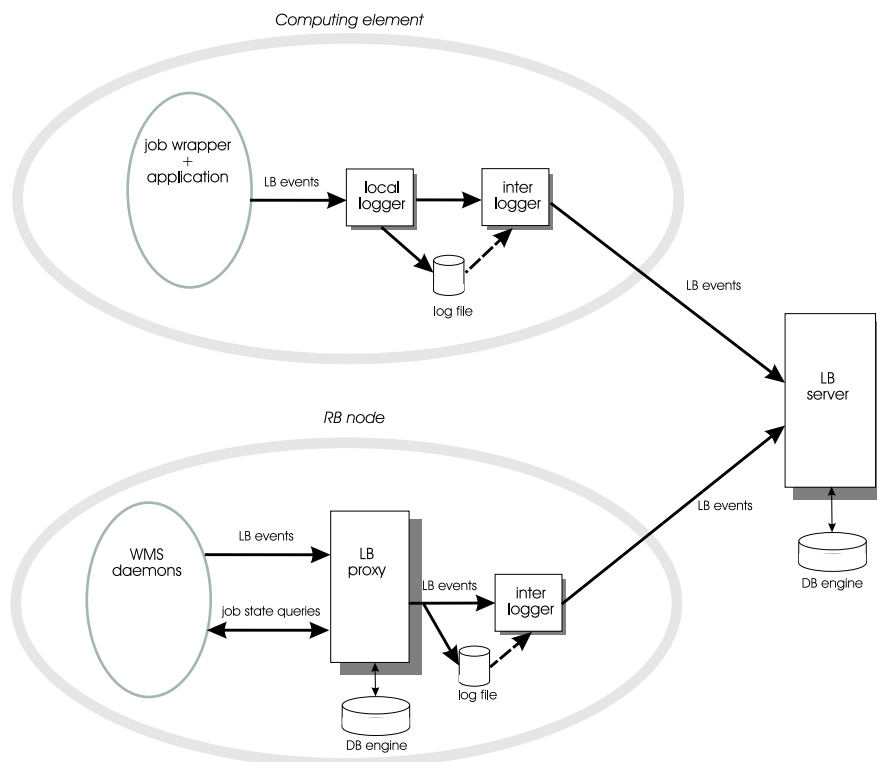 Computing element
job wrapper
+
application
LB events
local
logger
inter
logger
log file
LB events
LB
server
DB engine
RB node
WMS
daemons
LB events
job state queries
LB
proxy
DB engine
LB events
inter
logger
log file
LB events